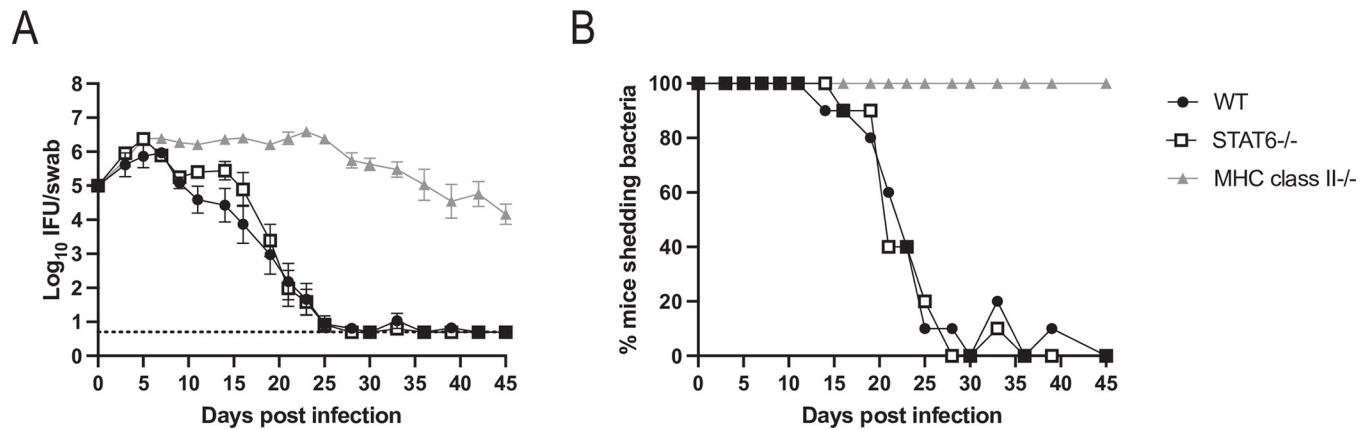 A
B
8
7
6
5
4
3
2
1
0
Log10 IFU/swab
0 5 10 15 20 25 30 35 40 45
Days post infection
100
80
60
40
20
0
% mice shedding bacteria
0 5 10 15 20 25 30 35 40 45
Days post infection
WT
STAT6-/-
MHC class II-/-